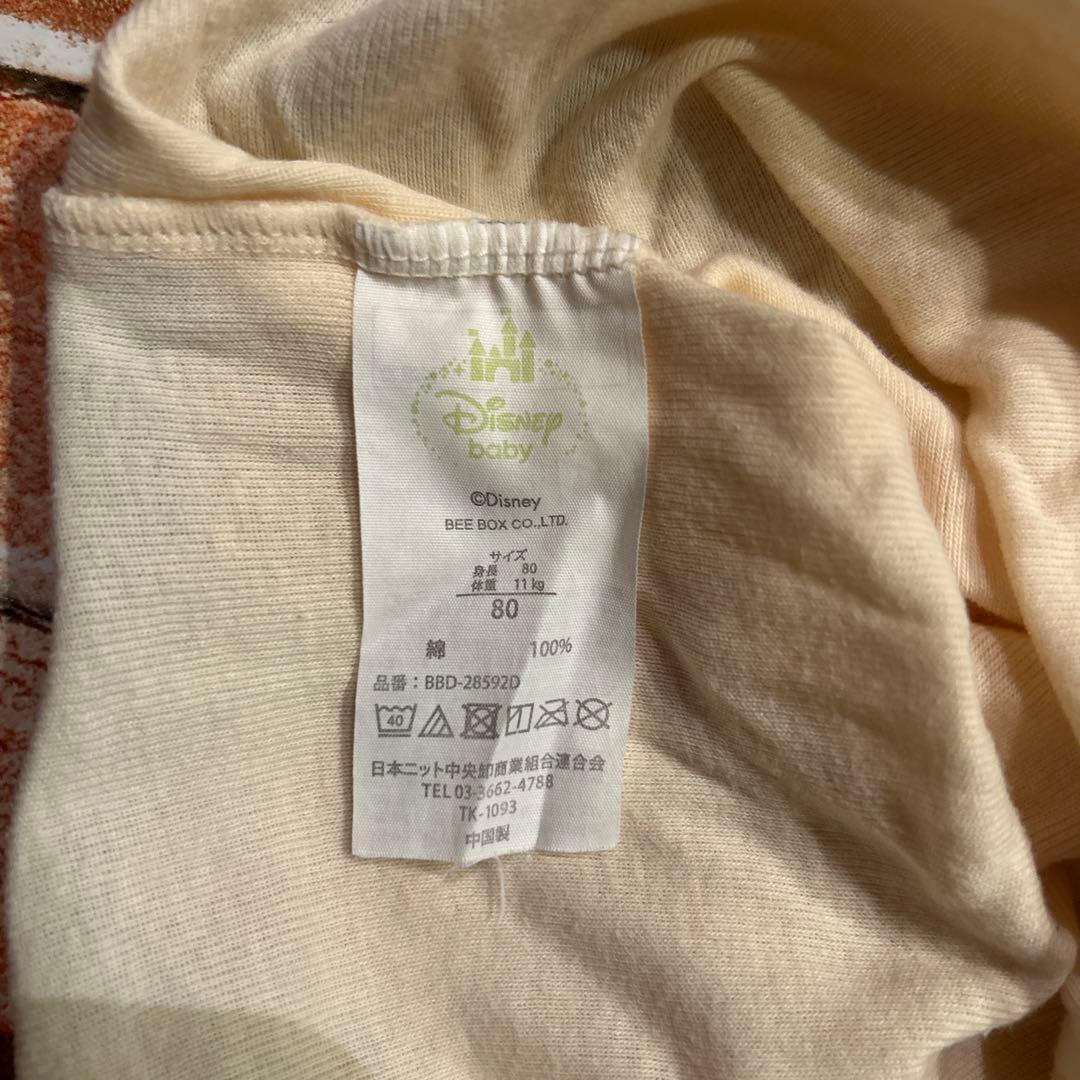 Disney
baby
©Disney
BEE BOX CO.,LTD.
サイズ
身長 80
体重 11kg
80
綿 100%
品番：BBD-28592D
40
日本ニット中央卸商業組合連合会
TEL 03-3662-4788
TK-1093
中国製